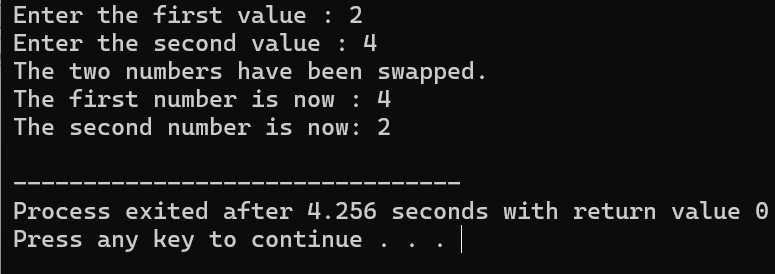 Enter the first value : 2
Enter the second value : 4
The two numbers have been swapped.
The first number is now : 4
The second number is now: 2
--------------------------------
Process exited after 4.256 seconds with return value 0
Press any key to continue . . .